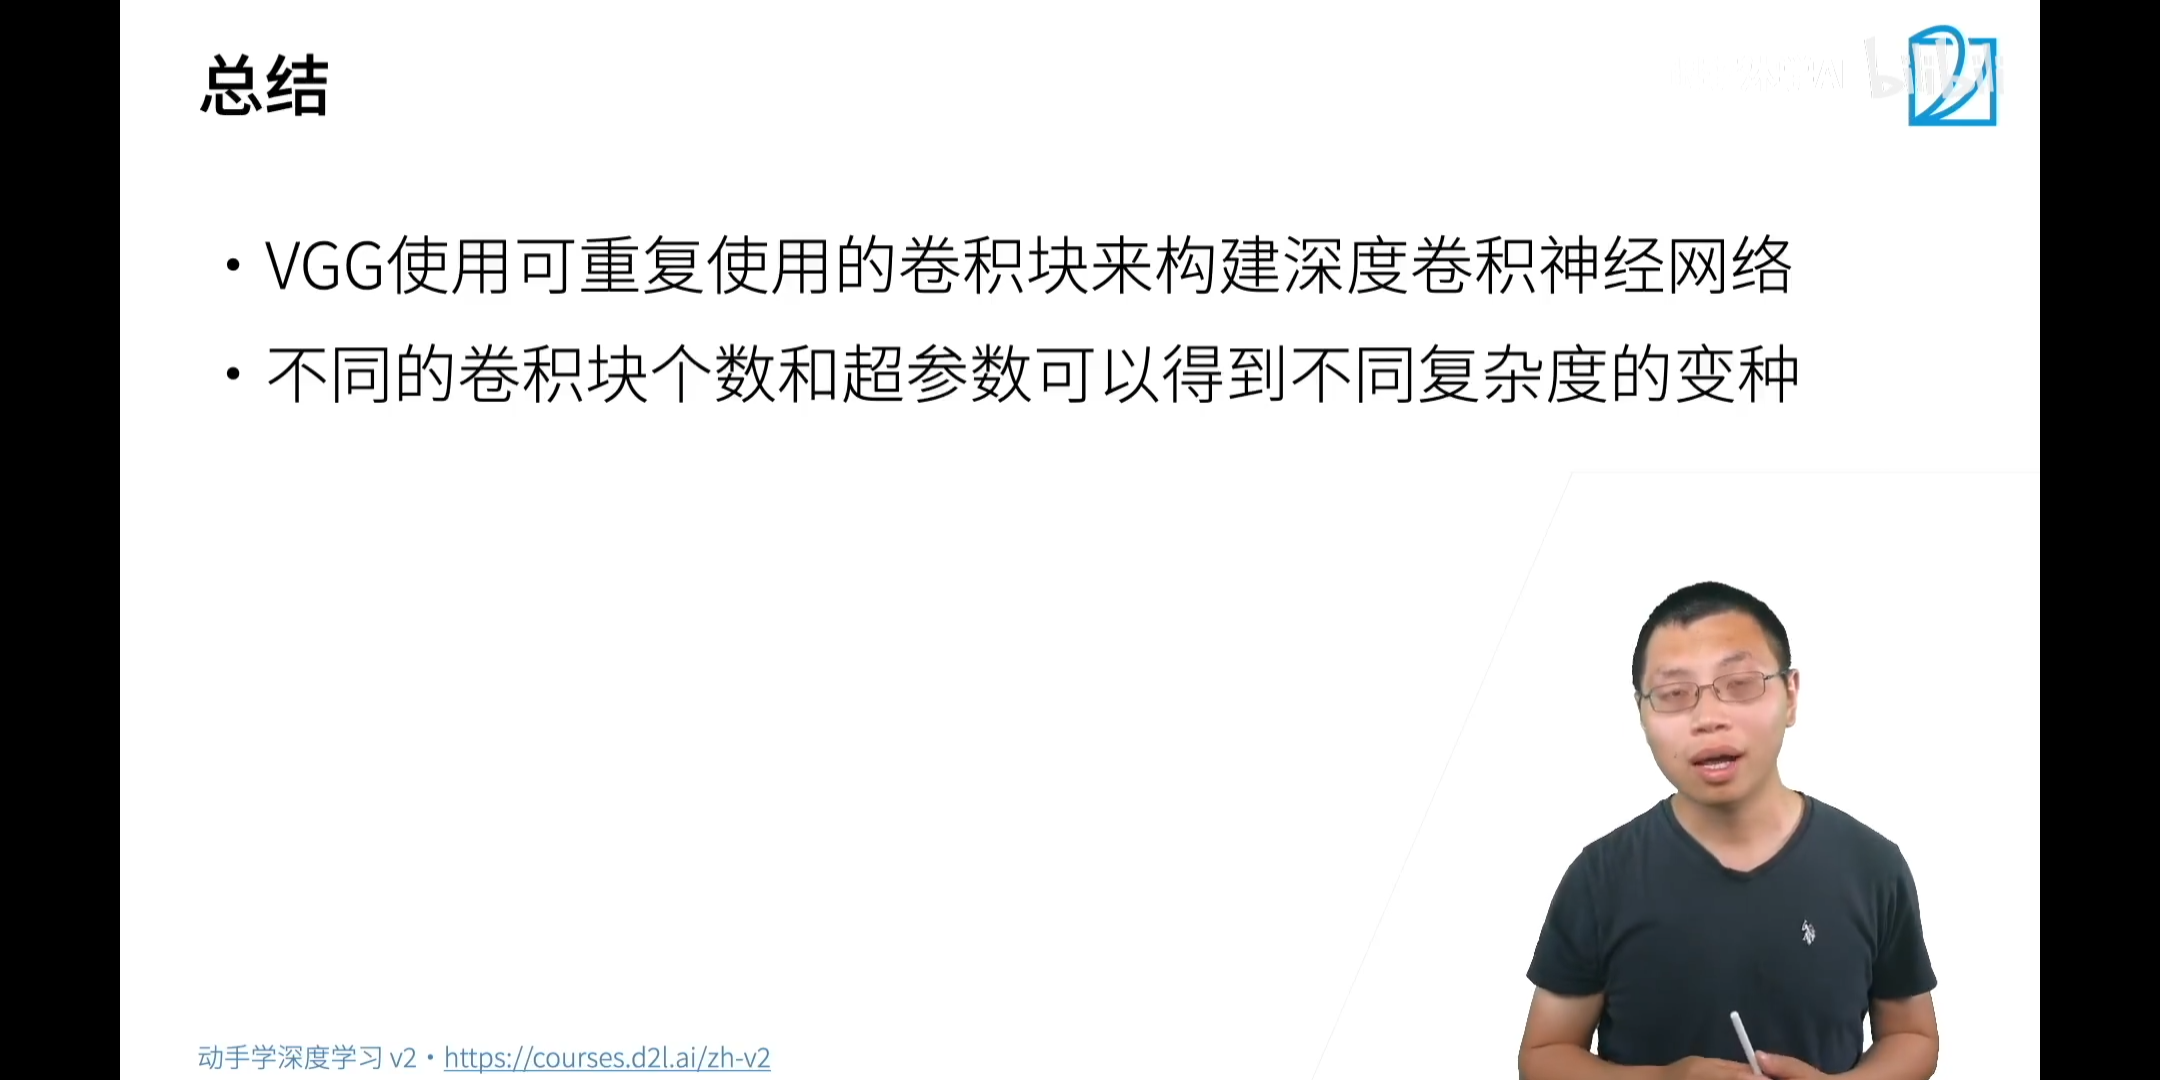 总结
bilibili
• VGG使用可重复使用的卷积块来构建深度卷积神经网络
• 不同的卷积块个数和超参数可以得到不同复杂度的变种
动手学深度学习 v2 • https://courses.d2l.ai/zh-v2